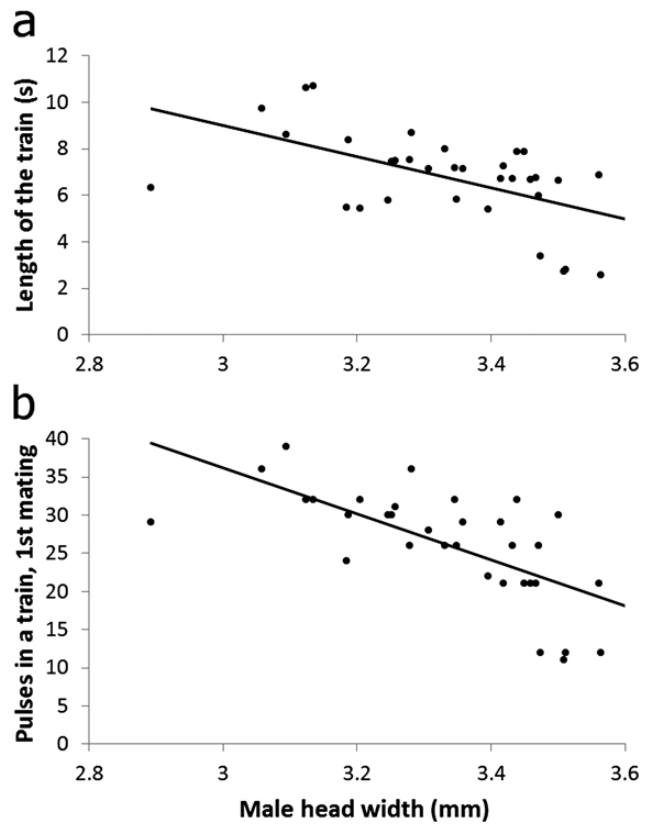 a
Length of the train (s)
12
10
8
6
4
2
0
2.8 3 3.2 3.4 3.6
b
Pulses in a train, 1st mating
40
35
30
25
20
15
10
5
0
2.8 3 3.2 3.4 3.6
Male head width (mm)